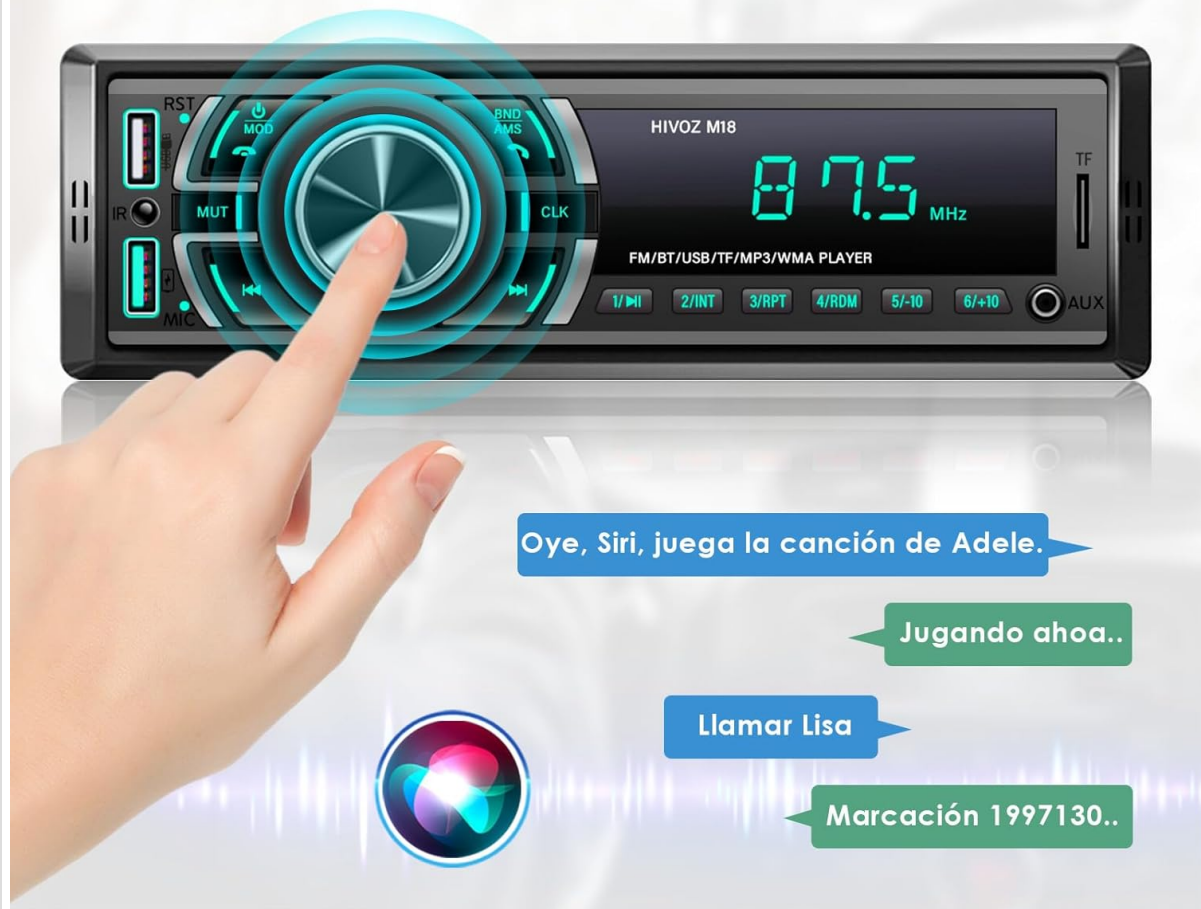 RST
MOD
BND
AMS
HIVOZ M18
87.5 MHz
TF
IR
MUT
CLK
FM/BT/USB/TF/MP3/WMA PLAYER
1/
2/INT
3/RPT
4/RDM
5/-10
6/+10
AUX
MIC
Oye, Siri, juega la canción de Adele.
Jugando ahoa..
Llamar Lisa
Marcación 1997130..